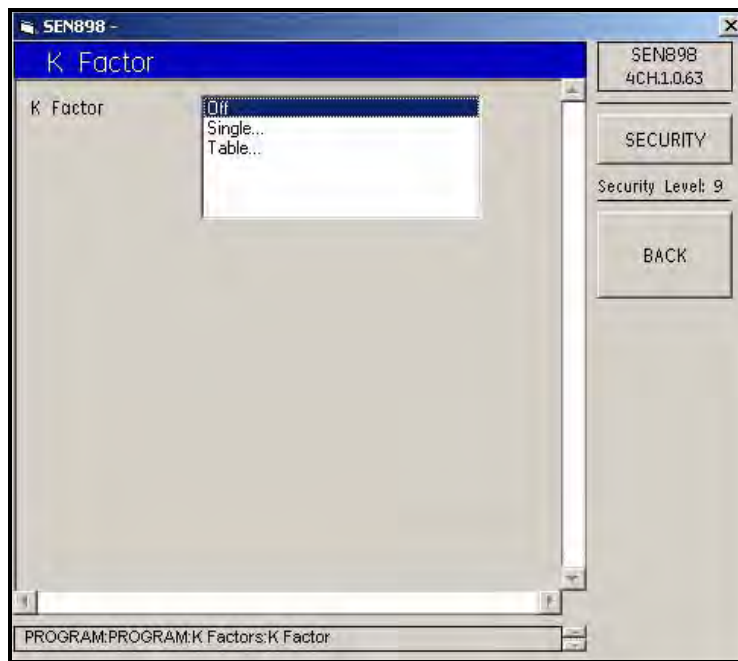 SEN898 -
K Factor
SEN898
4CH.1.0.63
K Factor
Off
Single...
Table...
SECURITY
Security Level: 9
BACK
PROGRAM:PROGRAM:K Factors:K Factor